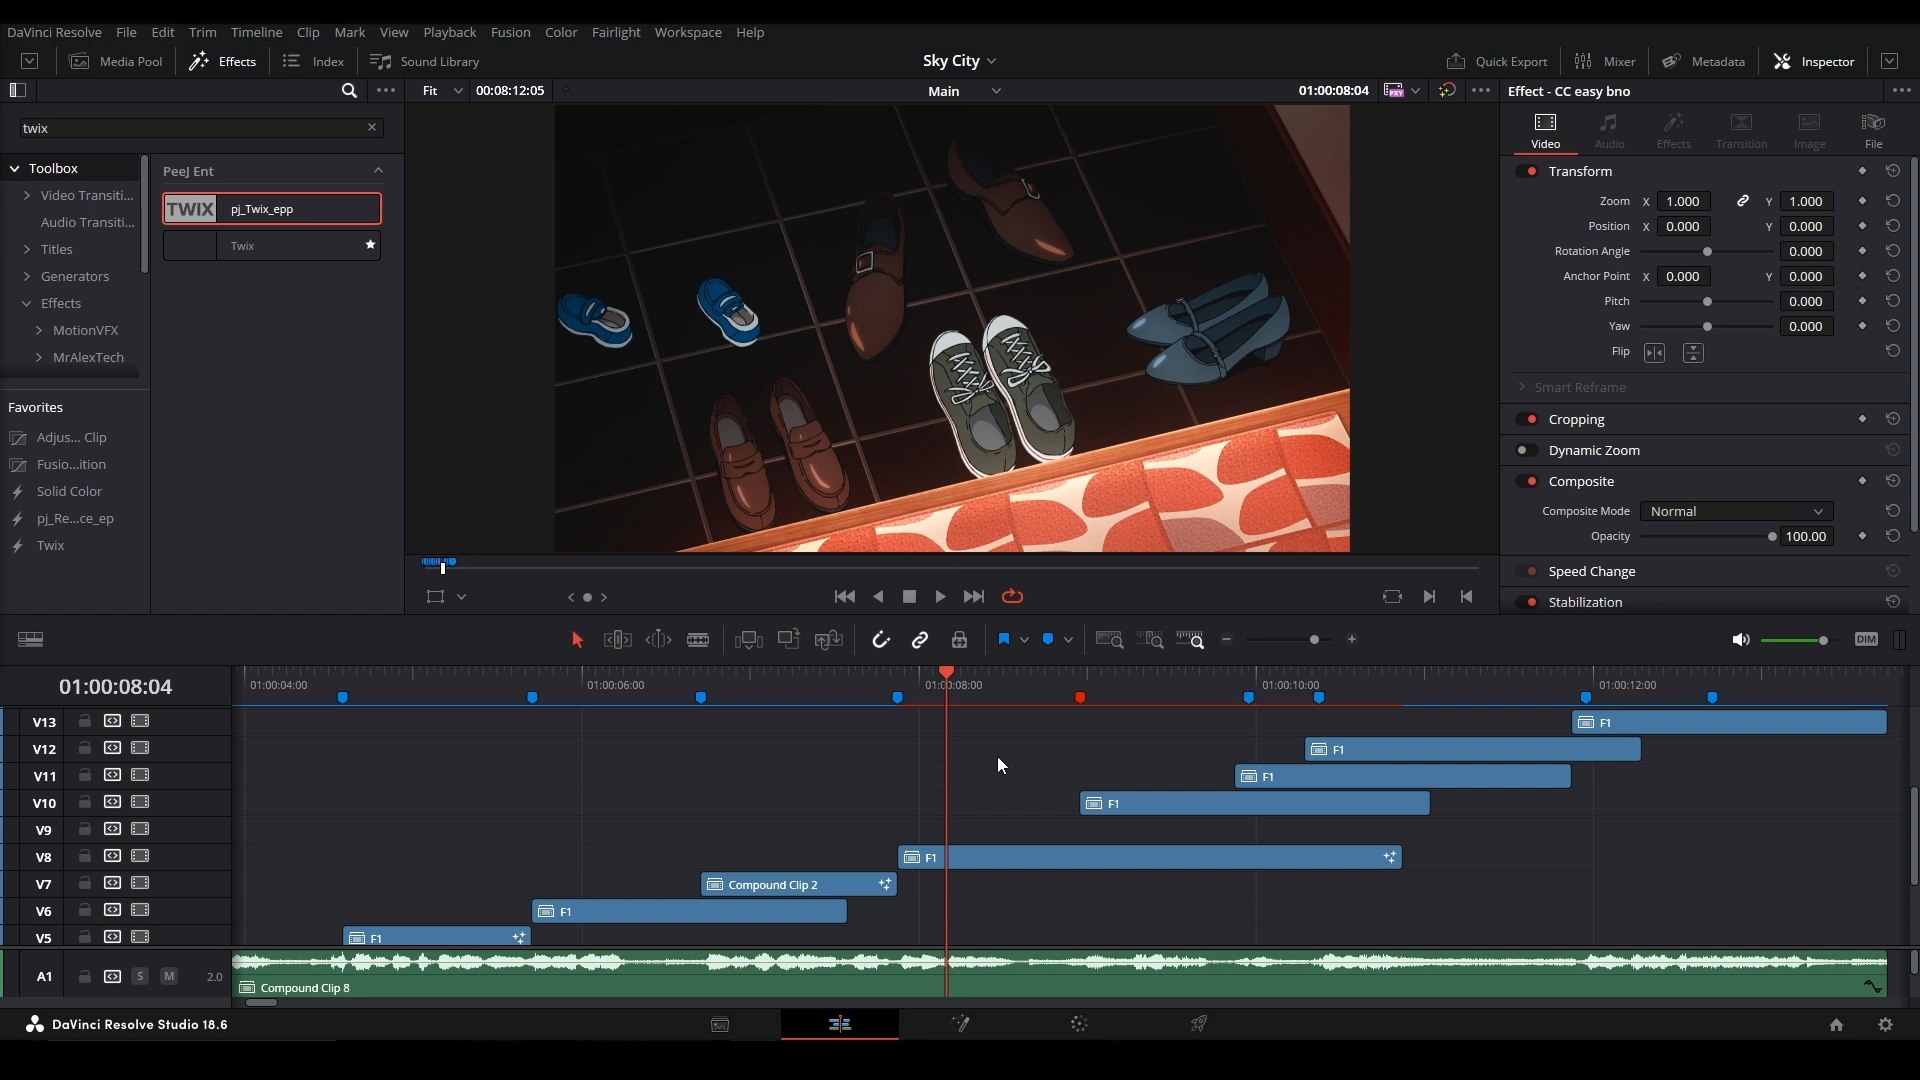 DaVinci Resolve File Edit Trim Timeline Clip Mark View Playback Fusion Color Fairlight Workspace Help
Media Pool Effects Index Sound Library Sky City Quick Export Mixer Metadata Inspector
Fit 00:08:12:05 Main 01:00:08:04 PXY Effect - CC easy bno
twix
Video Audio Effects Transition Image File
Toolbox
Video Transiti...
Audio Transiti...
Titles
Generators
Effects
MotionVFX
MrAlexTech
Favorites
Adjus... Clip
Fusio...ition
Solid Color
pj_Re...ce_ep
Twix
PeeJ Ent
TWIX pj_Twix_epp
Twix
Transform
Zoom X 1.000 Y 1.000
Position X 0.000 Y 0.000
Rotation Angle 0.000
Anchor Point X 0.000 Y 0.000
Pitch 0.000
Yaw 0.000
Flip
Smart Reframe
Cropping
Dynamic Zoom
Composite
Composite Mode Normal
Opacity 100.00
Speed Change
Stabilization
DIM
01:00:08:04 01:00:04:00 01:00:06:00 01:00:08:00 01:00:10:00 01:00:12:00
V13 F1
V12 F1
V11 F1
V10 F1
V9
V8 F1
V7 Compound Clip 2
V6 F1
V5 F1
A1 S M 2.0
Compound Clip 8
DaVinci Resolve Studio 18.6